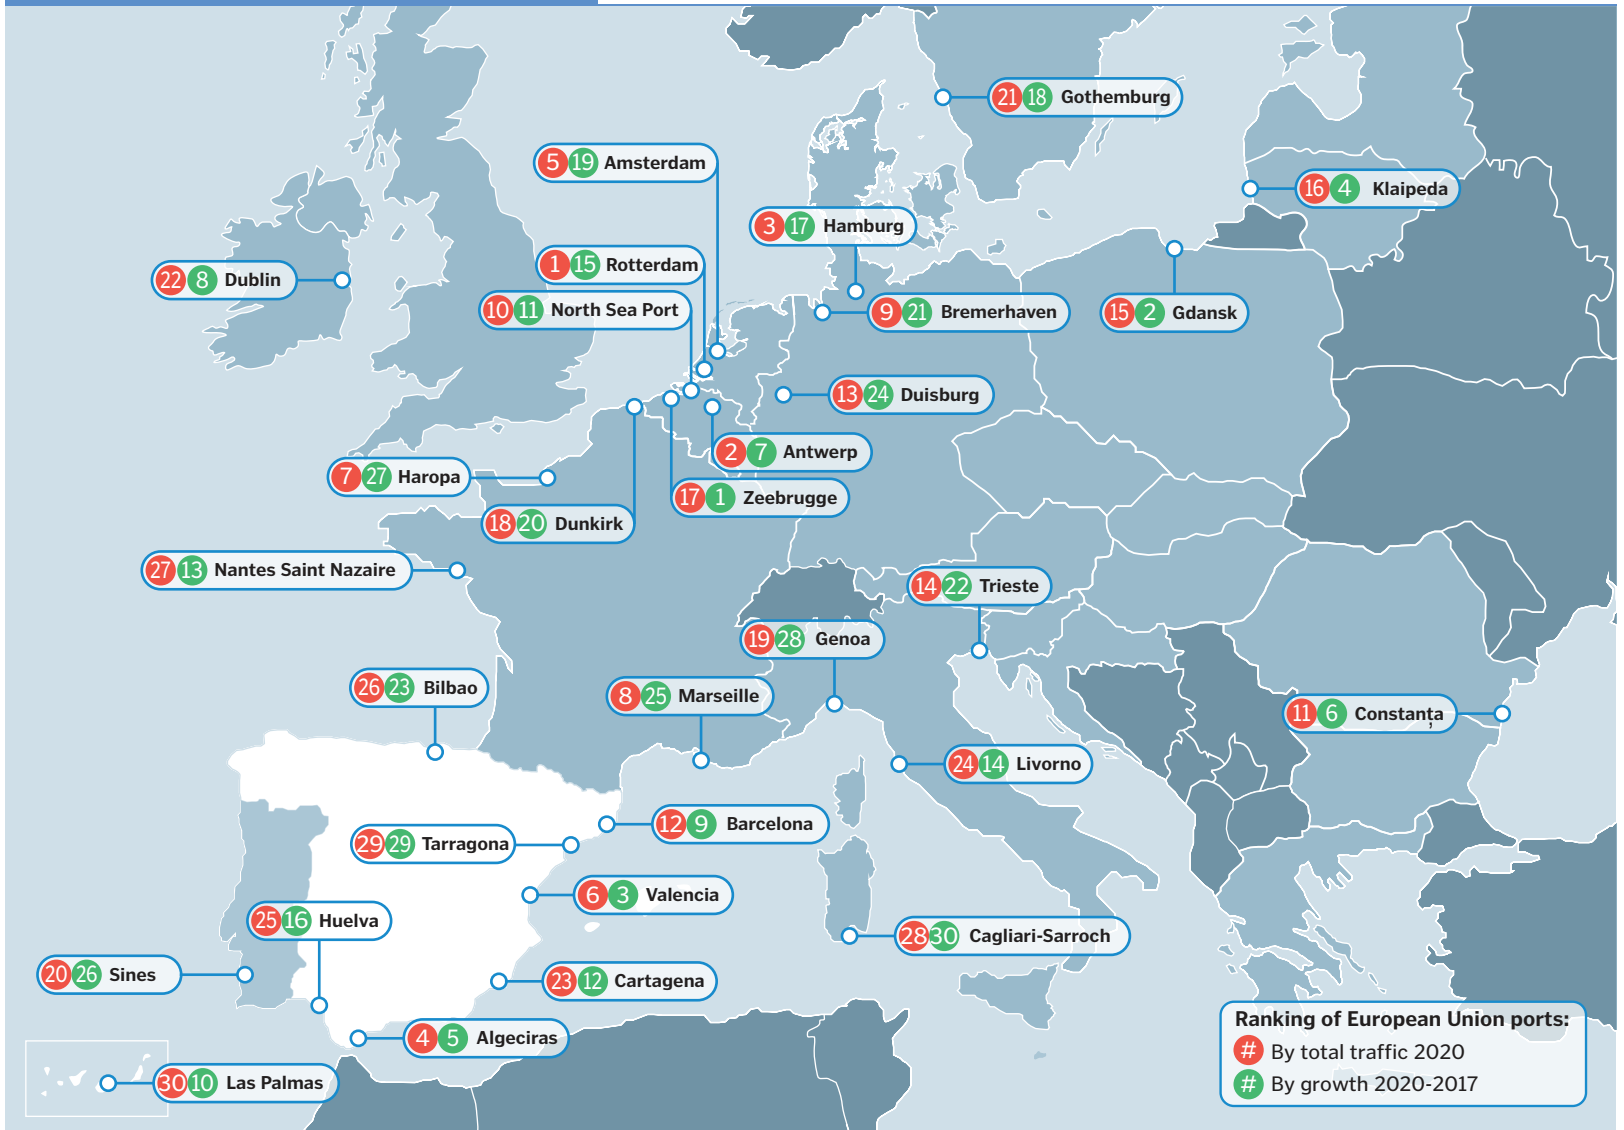 21 18 Gothemburg
5 19 Amsterdam
16 4 Klaipeda
3 17 Hamburg
1 15 Rotterdam
22 8 Dublin
10 11 North Sea Port
9 21 Bremerhaven
15 2 Gdansk
13 24 Duisburg
2 7 Antwerp
7 27 Haropa
17 1 Zeebrugge
18 20 Dunkirk
27 13 Nantes Saint Nazaire
14 22 Trieste
19 28 Genoa
26 23 Bilbao
8 25 Marseille
11 6 Constanța
24 14 Livorno
12 9 Barcelona
29 29 Tarragona
6 3 Valencia
25 16 Huelva
28 30 Cagliari-Sarroch
20 26 Sines
23 12 Cartagena
4 5 Algeciras
30 10 Las Palmas
Ranking of European Union ports:
# By total traffic 2020
# By growth 2020-2017